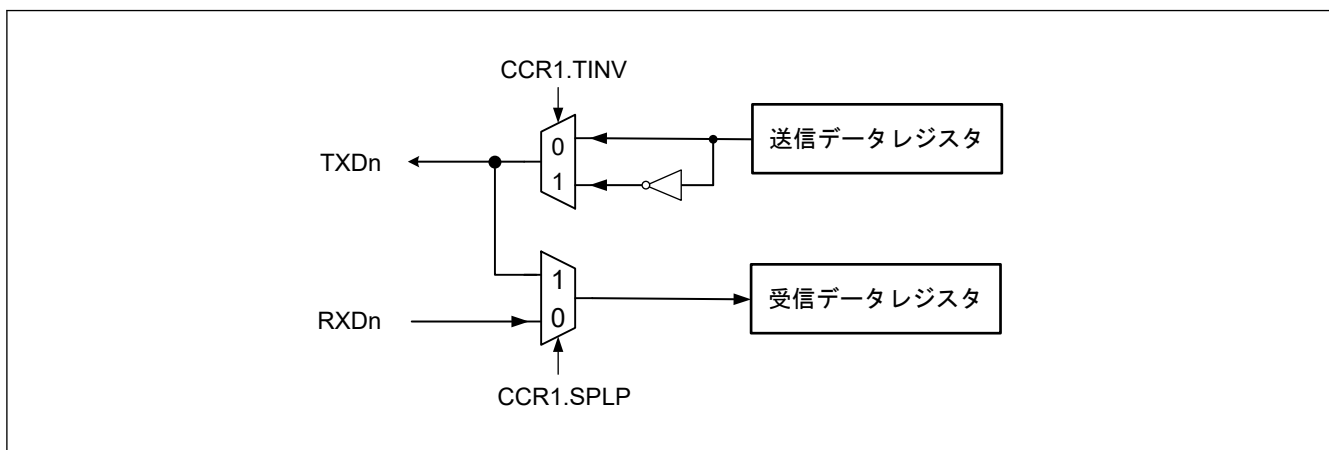 CCR1.TINV
送信データレジスタ
0
TXDn
1
1
受信データレジスタ
0
RXDn
CCR1.SPLP